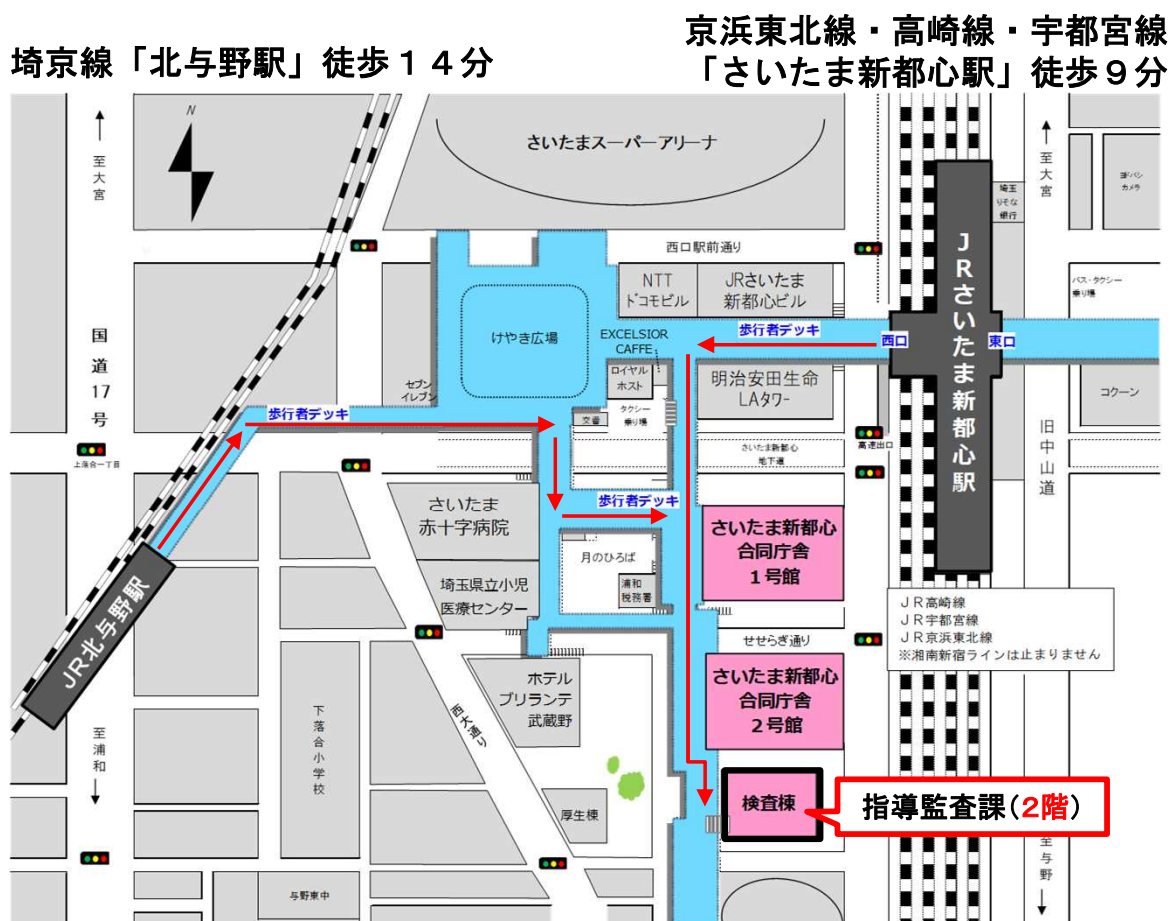 埼京線「北与野駅」徒歩１４分
京浜東北線・高崎線・宇都宮線
「さいたま新都心駅」徒歩９分
N
至大宮
さいたまスーパーアリーナ
至大宮
埼玉
りそな
銀行
ヨドバシ
カメラ
西口駅前通り
NTT
ドコモビル
JRさいたま
新都心ビル
バス・タクシー
乗り場
国道17号
けやき広場
EXCELSIOR
CAFFE
歩行者デッキ
西口
東口
JRさいたま新都心駅
セブン
イレブン
ロイヤル
ホスト
明治安田生命
LAタワー
コクーン
歩行者デッキ
交番
タクシー
乗り場
旧中山道
上落合一丁目
さいたま新都心
地下道
高速出口
さいたま
赤十字病院
歩行者デッキ
さいたま新都心
合同庁舎
１号館
月のひろば
JR北与野駅
埼玉県立小児
医療センター
浦和
税務署
ＪＲ高崎線
ＪＲ宇都宮線
ＪＲ京浜東北線
※湘南新宿ラインは止まりません
せせらぎ通り
ホテル
ブリランテ
武蔵野
さいたま新都心
合同庁舎
２号館
下落合小学校
西大通り
至浦和
検査棟
指導監査課(2階)
厚生棟
至与野
与野東中